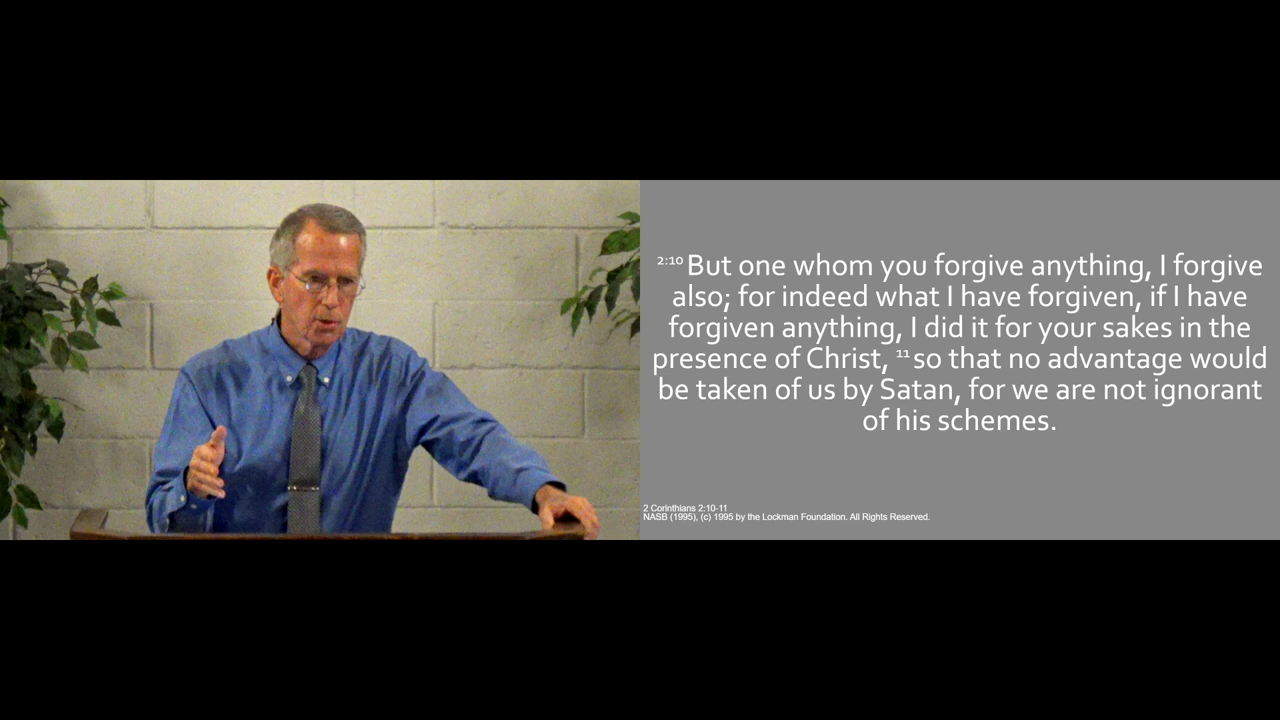 2:10 But one whom you forgive anything, I forgive
also; for indeed what I have forgiven, if I have
forgiven anything, I did it for your sakes in the
presence of Christ, 11 so that no advantage would
be taken of us by Satan, for we are not ignorant
of his schemes.
2 Corinthians 2:10-11
NASB (1995), (c) 1995 by the Lockman Foundation. All Rights Reserved.